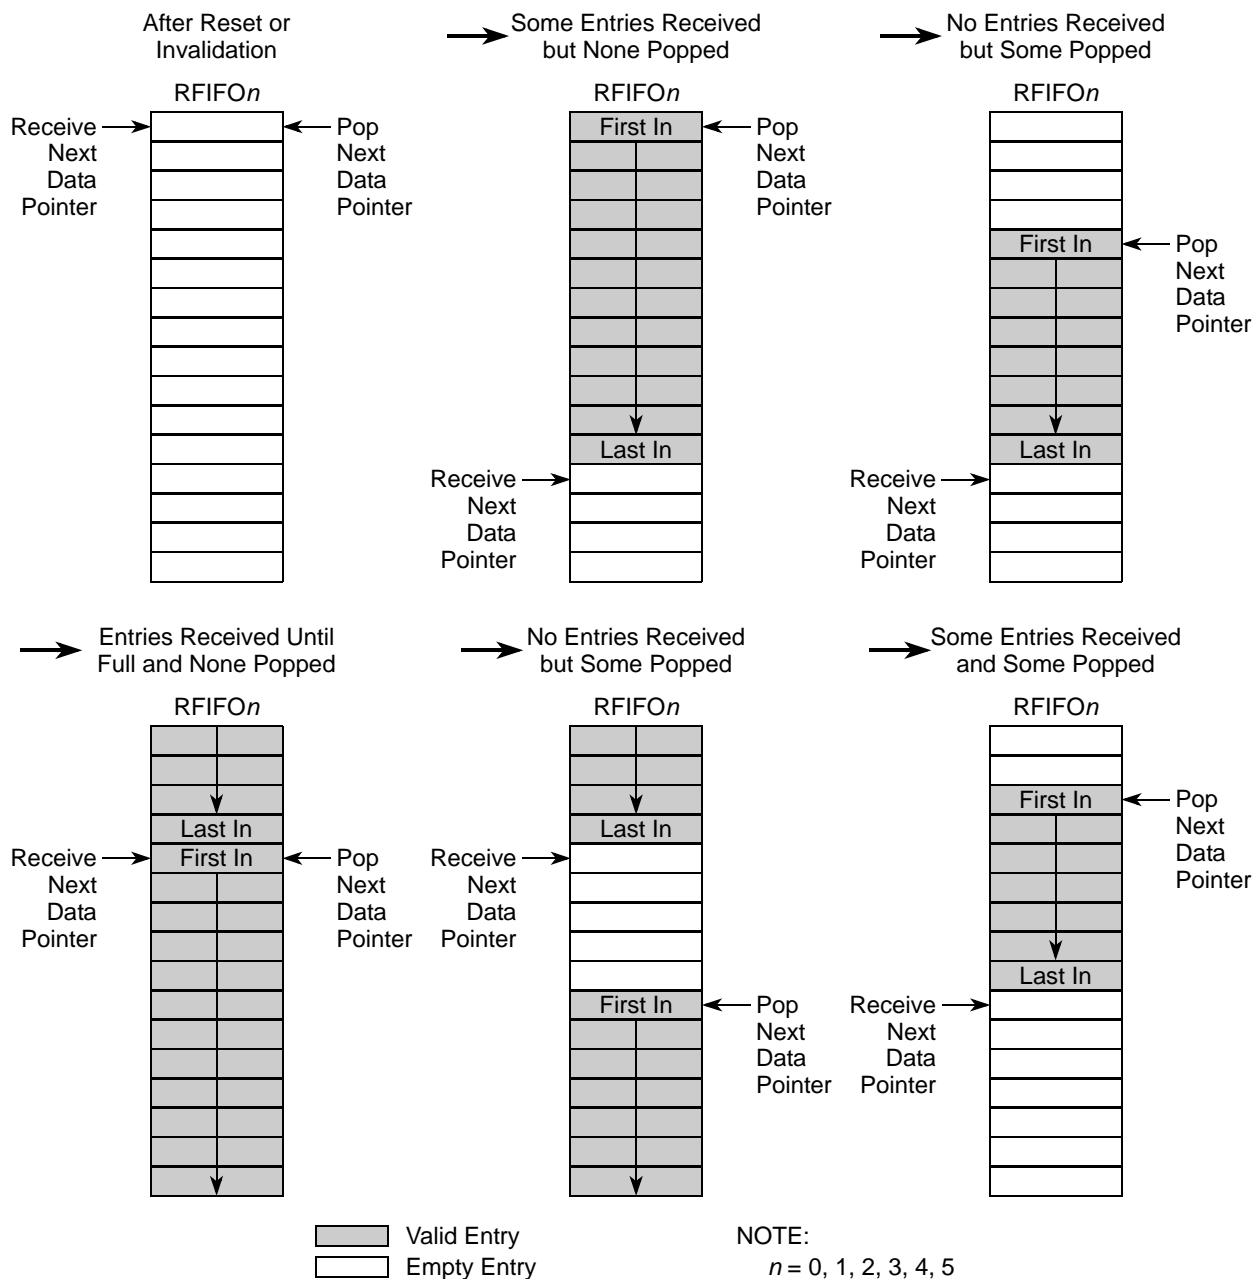 After Reset or
Invalidation
RFIFOn
Receive
Next
Data
Pointer
Pop
Next
Data
Pointer
Some Entries Received
but None Popped
RFIFOn
First In
Last In
Pop
Next
Data
Pointer
Receive
Next
Data
Pointer
No Entries Received
but Some Popped
RFIFOn
First In
Last In
Pop
Next
Data
Pointer
Receive
Next
Data
Pointer
Entries Received Until
Full and None Popped
RFIFOn
Last In
First In
Receive
Next
Data
Pointer
Pop
Next
Data
Pointer
No Entries Received
but Some Popped
RFIFOn
Last In
First In
Receive
Next
Data
Pointer
Pop
Next
Data
Pointer
Some Entries Received
and Some Popped
RFIFOn
First In
Last In
Pop
Next
Data
Pointer
Receive
Next
Data
Pointer
Valid Entry
Empty Entry
NOTE:
n = 0, 1, 2, 3, 4, 5